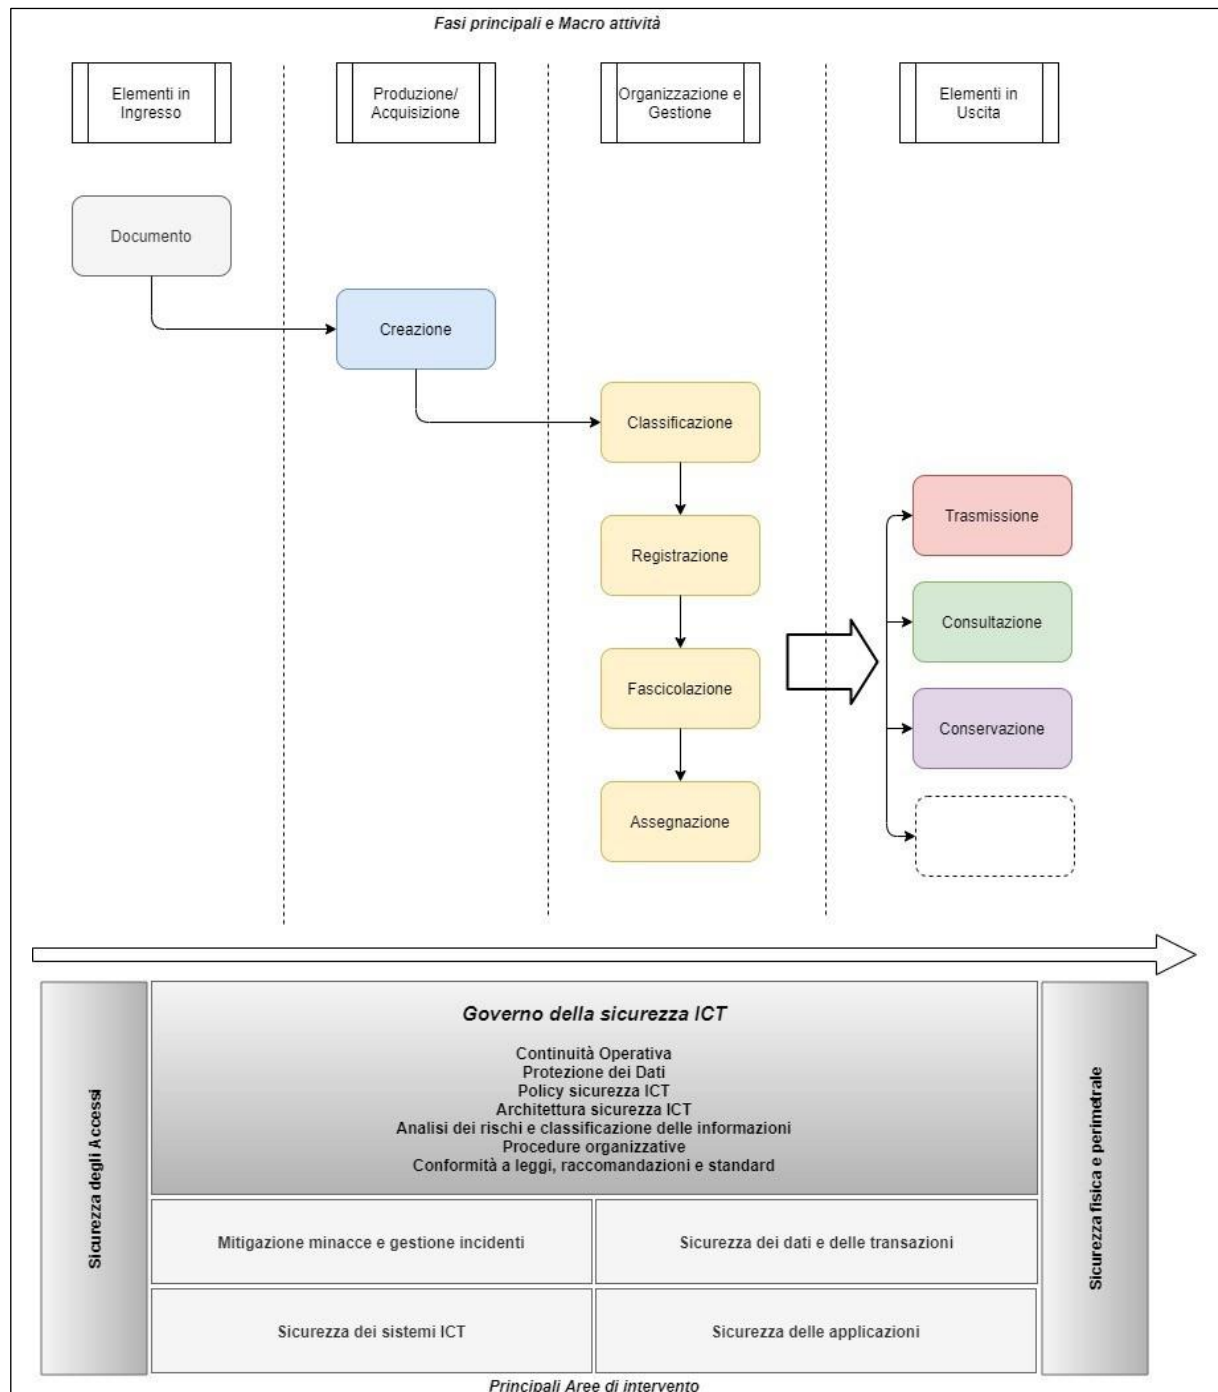 Fasi principali e Macro attività
Elementi in
Ingresso
Produzione/
Acquisizione
Organizzazione e
Gestione
Elementi in
Uscita
Documento
Creazione
Classificazione
Registrazione
Fascicolazione
Assegnazione
Trasmissione
Consultazione
Conservazione
Sicurezza degli Accessi
Governo della sicurezza ICT
Continuità Operativa
Protezione dei Dati
Policy sicurezza ICT
Architettura sicurezza ICT
Analisi dei rischi e classificazione delle informazioni
Procedure organizzative
Conformità a leggi, raccomandazioni e standard
Mitigazione minacce e gestione incidenti
Sicurezza dei dati e delle transazioni
Sicurezza dei sistemi ICT
Sicurezza delle applicazioni
Sicurezza fisica e perimetrale
Principali Aree di intervento